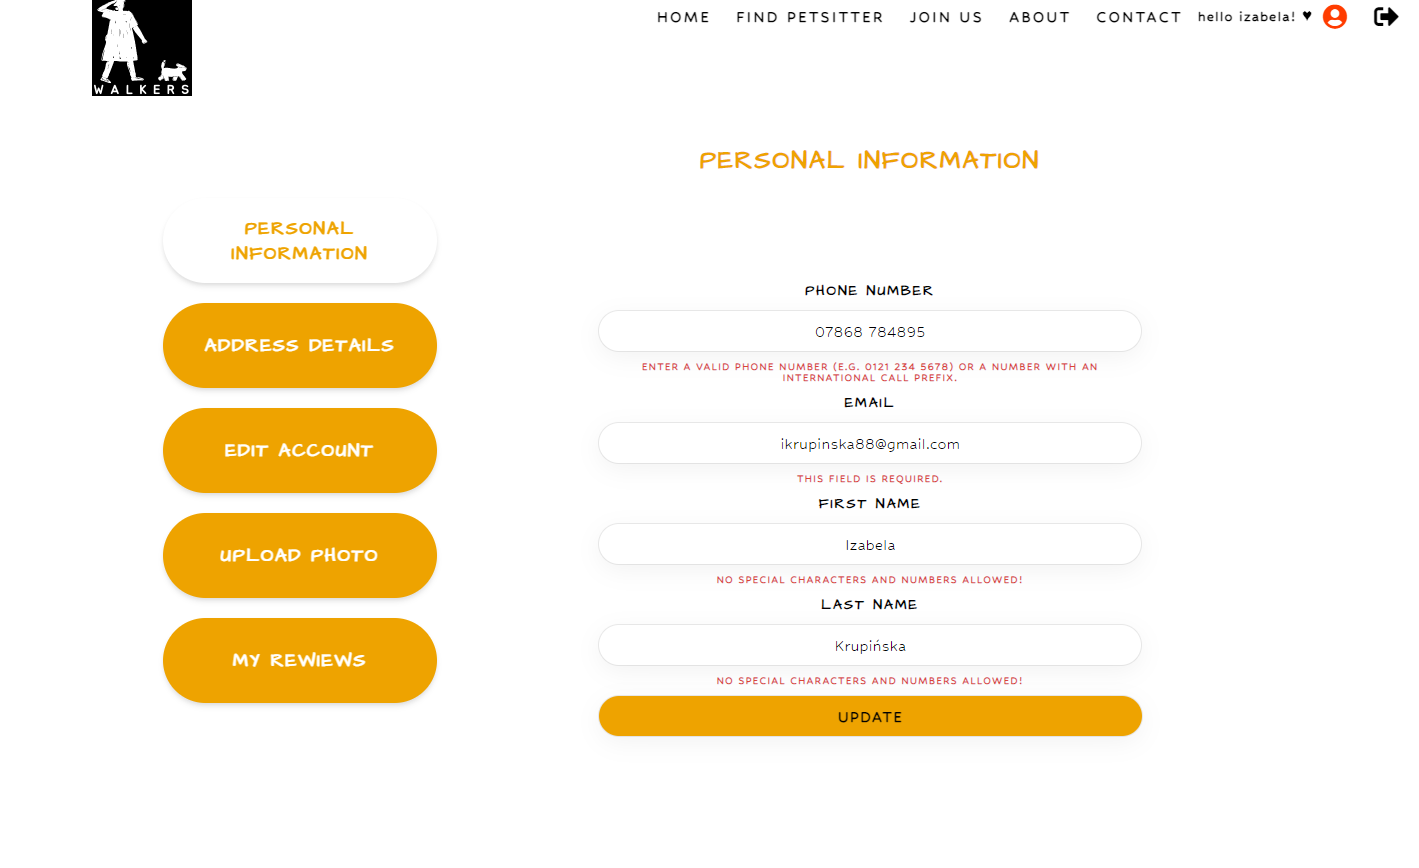 WALKERS
HOME FIND PETSITTER JOIN US ABOUT CONTACT hello izabela! ♥
PERSONAL INFORMATION
PERSONAL
INFORMATION
ADDRESS DETAILS
EDIT ACCOUNT
UPLOAD PHOTO
MY REWIEWS
PHONE NUMBER
07868 784895
ENTER A VALID PHONE NUMBER (E.G. 0121 234 5678) OR A NUMBER WITH AN
INTERNATIONAL CALL PREFIX.
EMAIL
ikrupinska88@gmail.com
THIS FIELD IS REQUIRED.
FIRST NAME
Izabela
NO SPECIAL CHARACTERS AND NUMBERS ALLOWED!
LAST NAME
Krupińska
NO SPECIAL CHARACTERS AND NUMBERS ALLOWED!
UPDATE